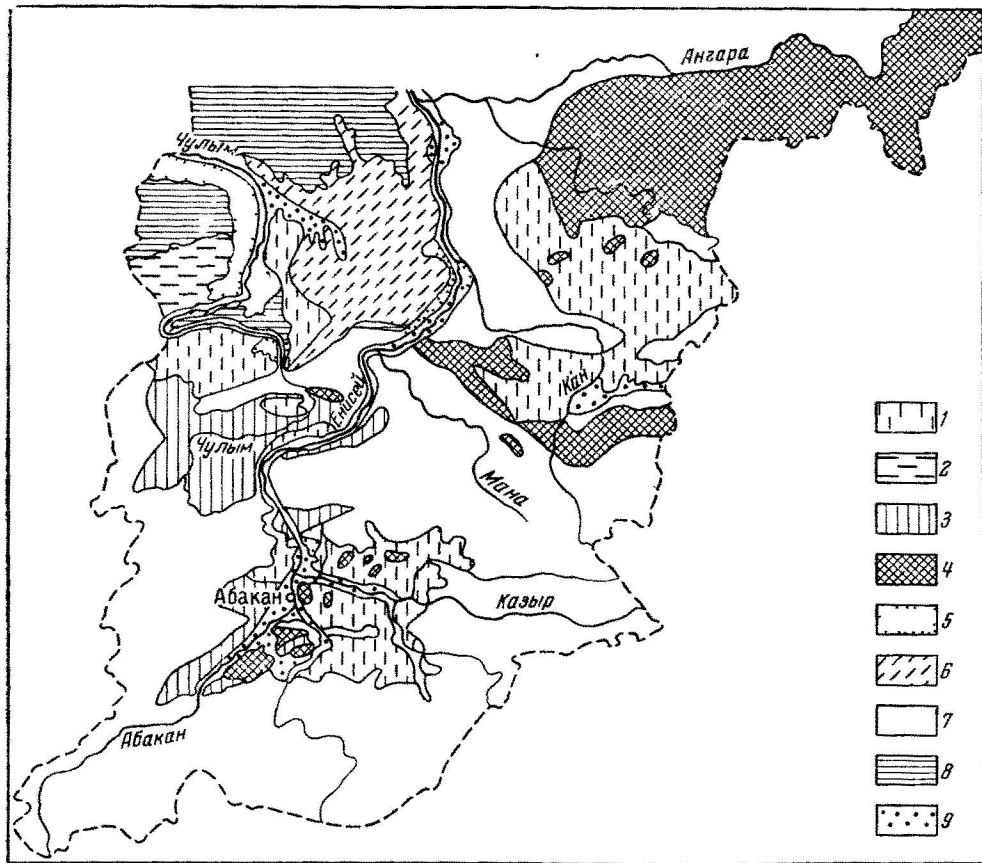 Ангара
Чулым
Кан
Енисей
Чулым
Мана
Абакан
Казыр
Абакан
1
2
3
4
5
6
7
8
9